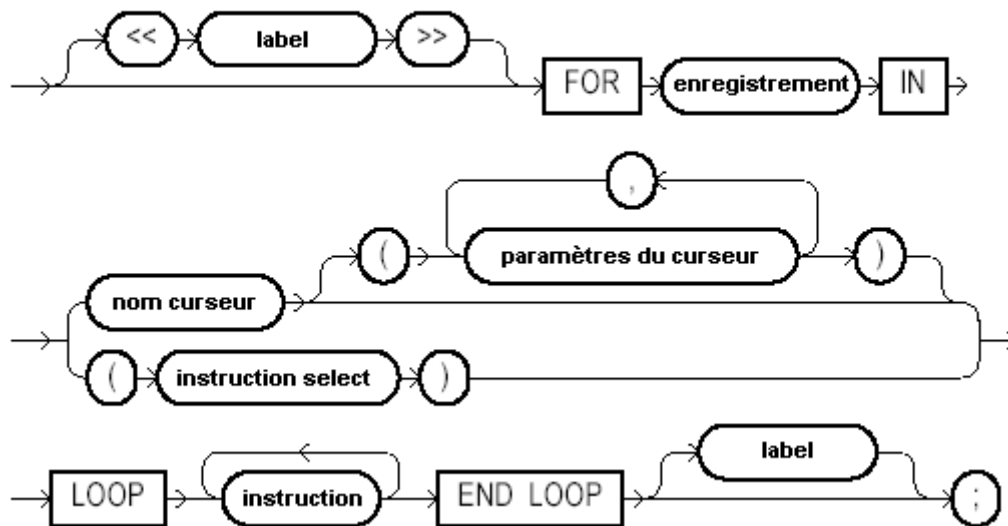 << label >>
FOR enregistrement IN
,
( paramètres du curseur )
nom curseur
( instruction select )
label
LOOP instruction END LOOP ;